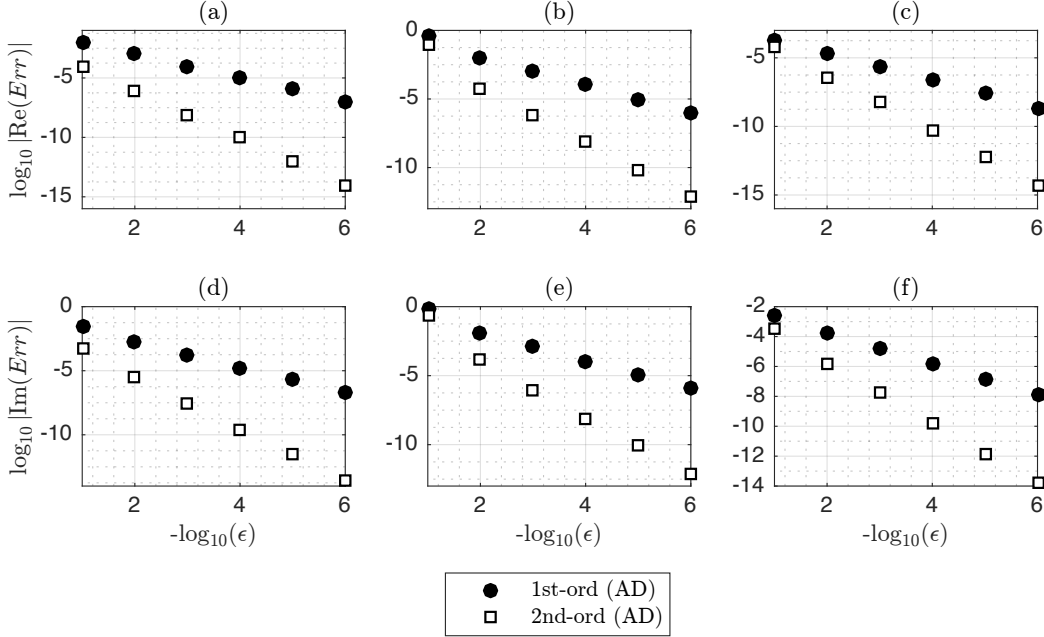 (a) (b) (c)
log₁₀ |Re(Err)|
-5
-10
-15
2 4 6
0
-5
-10
2 4 6
-5
-10
-15
2 4 6
(d) (e) (f)
log₁₀ |Im(Err)|
0
-5
-10
2 4 6
-log₁₀(ϵ)
0
-5
-10
2 4 6
-log₁₀(ϵ)
-2
-4
-6
-8
-10
-12
-14
2 4 6
-log₁₀(ϵ)
1st-ord (AD)
2nd-ord (AD)